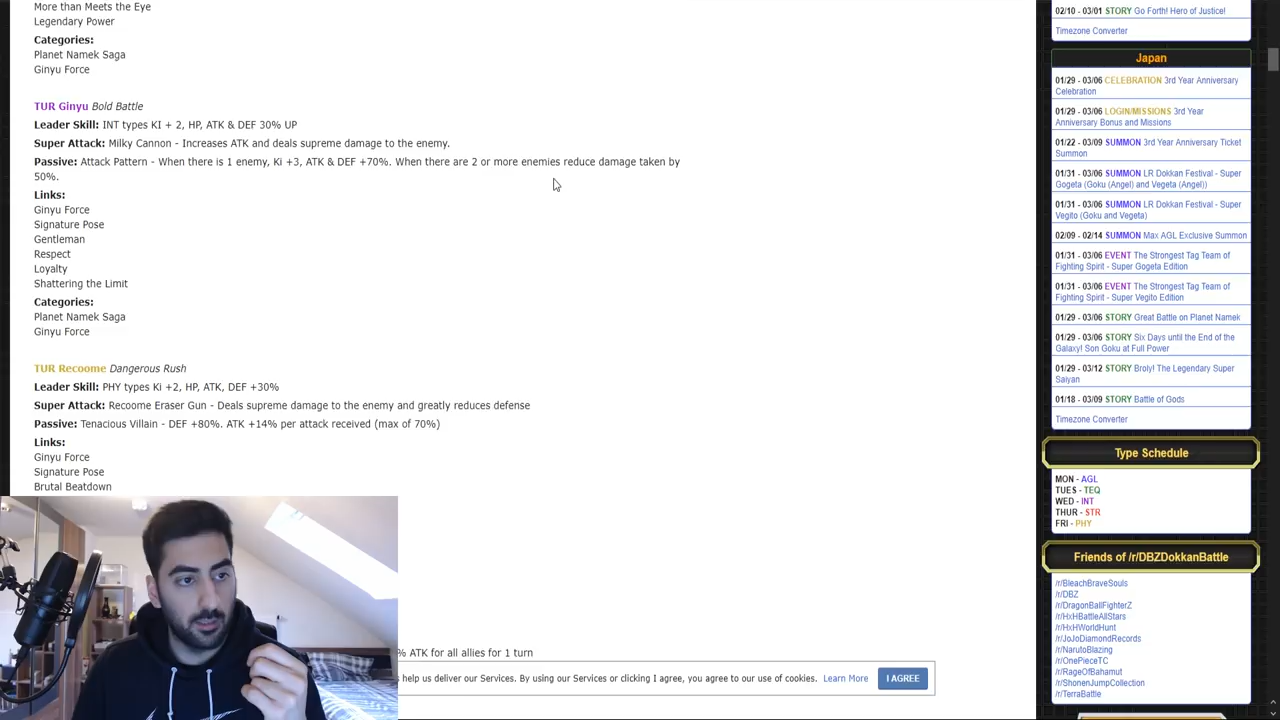 More than Meets the Eye
Legendary Power
Categories:
Planet Namek Saga
Ginyu Force
TUR Ginyu Bold Battle
Leader Skill: INT types KI + 2, HP, ATK & DEF 30% UP
Super Attack: Milky Cannon - Increases ATK and deals supreme damage to the enemy.
Passive: Attack Pattern - When there is 1 enemy, Ki +3, ATK & DEF +70%. When there are 2 or more enemies reduce damage taken by
50%.
Links:
Ginyu Force
Signature Pose
Gentleman
Respect
Loyalty
Shattering the Limit
Categories:
Planet Namek Saga
Ginyu Force
TUR Recoome Dangerous Rush
Leader Skill: PHY types Ki +2, HP, ATK, DEF +30%
Super Attack: Recoome Eraser Gun - Deals supreme damage to the enemy and greatly reduces defense
Passive: Tenacious Villain - DEF +80%. ATK +14% per attack received (max of 70%)
Links:
Ginyu Force
Signature Pose
Brutal Beatdown
% ATK for all allies for 1 turn
s help us deliver our Services. By using our Services or clicking I agree, you agree to our use of cookies. Learn More I AGREE
02/10 - 03/01 STORY Go Forth! Hero of Justice!
Timezone Converter
Japan
01/29 - 03/06 CELEBRATION 3rd Year Anniversary
Celebration
01/29 - 03/06 LOGIN/MISSIONS 3rd Year
Anniversary Bonus and Missions
01/22 - 03/09 SUMMON 3rd Year Anniversary Ticket
Summon
01/31 - 03/06 SUMMON LR Dokkan Festival - Super
Gogeta (Goku (Angel) and Vegeta (Angel))
01/31 - 03/06 SUMMON LR Dokkan Festival - Super
Vegito (Goku and Vegeta)
02/09 - 02/14 SUMMON Max AGL Exclusive Summon
01/31 - 03/06 EVENT The Strongest Tag Team of
Fighting Spirit - Super Gogeta Edition
01/31 - 03/06 EVENT The Strongest Tag Team of
Fighting Spirit - Super Vegito Edition
01/29 - 03/06 STORY Great Battle on Planet Namek
01/29 - 03/06 STORY Six Days until the End of the
Galaxy! Son Goku at Full Power
01/29 - 03/12 STORY Broly! The Legendary Super
Saiyan
01/18 - 03/09 STORY Battle of Gods
Timezone Converter
Type Schedule
MON - AGL
TUES - TEQ
WED - INT
THUR - STR
FRI - PHY
Friends of /r/DBZDokkanBattle
/r/BleachBraveSouls
/r/DBZ
/r/DragonBallFighterZ
/r/HxHBattleAllStars
/r/HxHWorldHunt
/r/JoJoDiamondRecords
/r/NarutoBlazing
/r/OnePieceTC
/r/RageOfBahamut
/r/ShonenJumpCollection
/r/TerraBattle